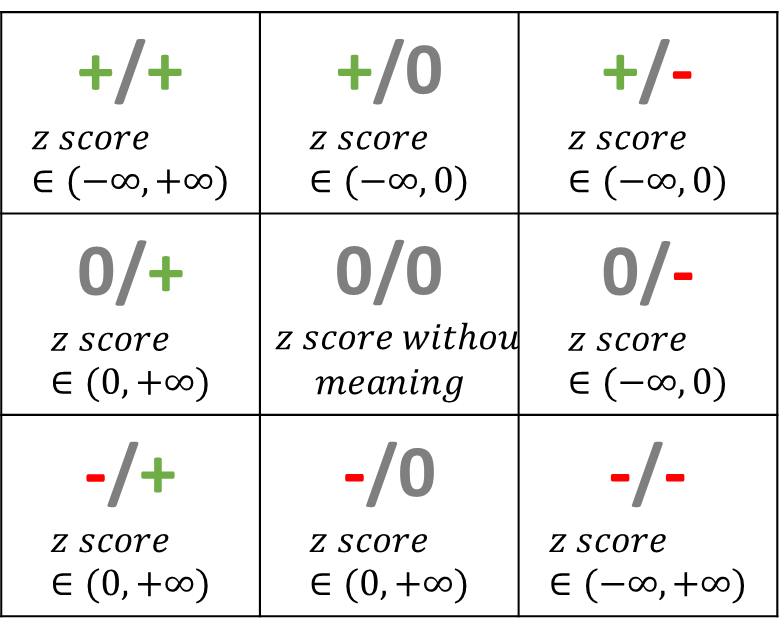 +/+ +/0 +/-
z score z score z score
∈ (−∞, +∞) ∈ (−∞, 0) ∈ (−∞, 0)
0/+ 0/0 0/-
z score z score withou z score
∈ (0, +∞) meaning ∈ (−∞, 0)
-/+ -/0 -/-
z score z score z score
∈ (0, +∞) ∈ (0, +∞) ∈ (−∞, +∞)